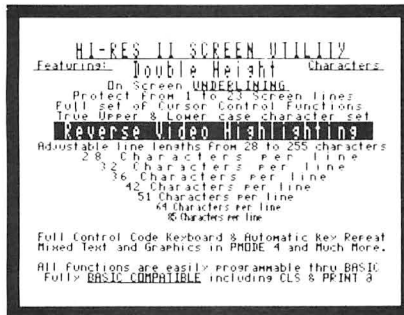 HI-RES II SCREEN UTILITY
Featuring: Double Height Characters
On Screen UNDERLINING
Protect from 1 to 23 Screen lines
Full set of Cursor Control Functions
True Upper & Lower case character set
Reverse Video Highlighting
Adjustable line lengths from 28 to 255 characters
28 Characters per line
32 Characters per line
36 Characters per line
42 Characters per line
51 Characters per line
64 Characters per line
85 Characters per line
Full Control Code Keyboard & Automatic Key Repeat
Mixed Text and Graphics in PMODE 4 and Much More.
All Functions are easily programmable thru BASIC
Fully BASIC COMPATIBLE including CLS & PRINT @